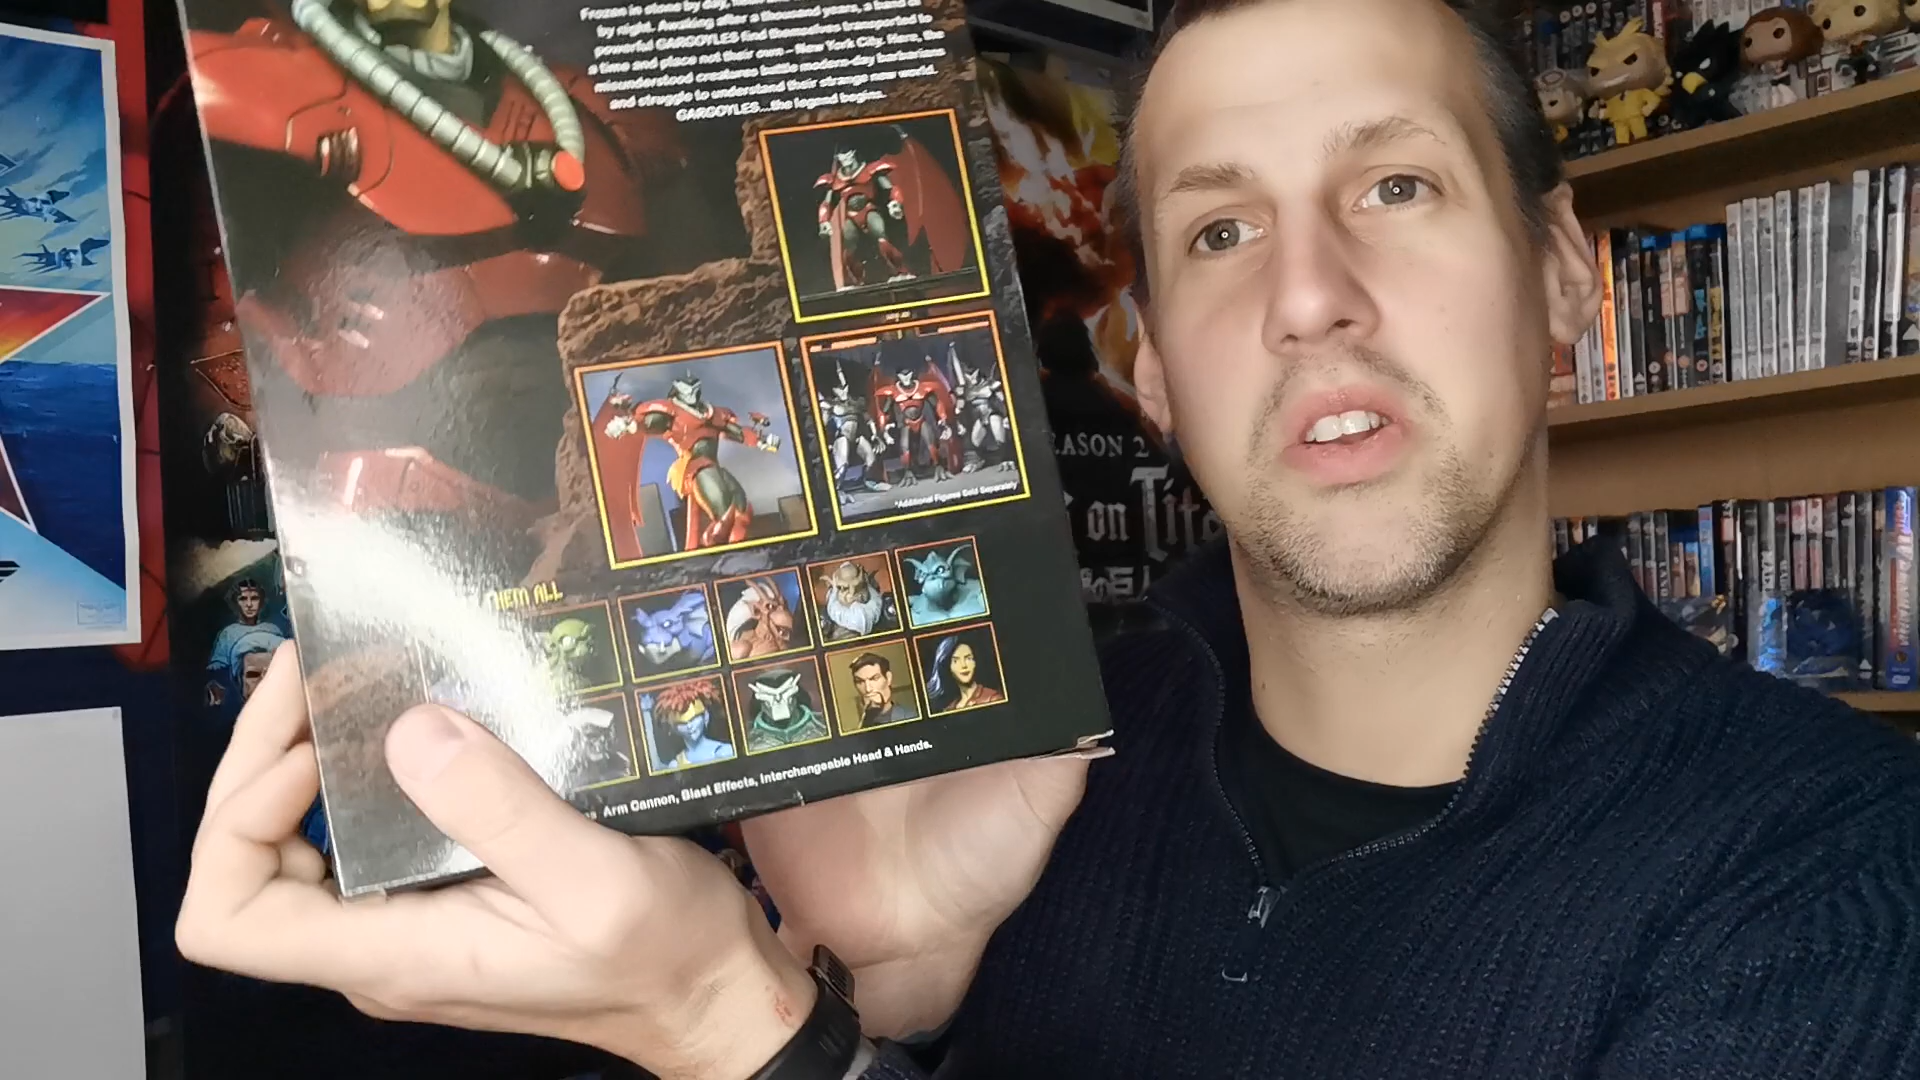 Frozen in stone by day,
by night. Awaking after a thousand years, a band of
powerful GARGOYLES find themselves transported to
a time and place not their own – New York City. Here, the
misunderstood creatures battle modern-day barbarians
and struggle to understand their strange new world.
GARGOYLES...the legend begins.
*Additional Figures Sold Separately
THEM ALL
Arm Cannon, Blast Effects, Interchangeable Head & Hands.
EASON 2
on Tita